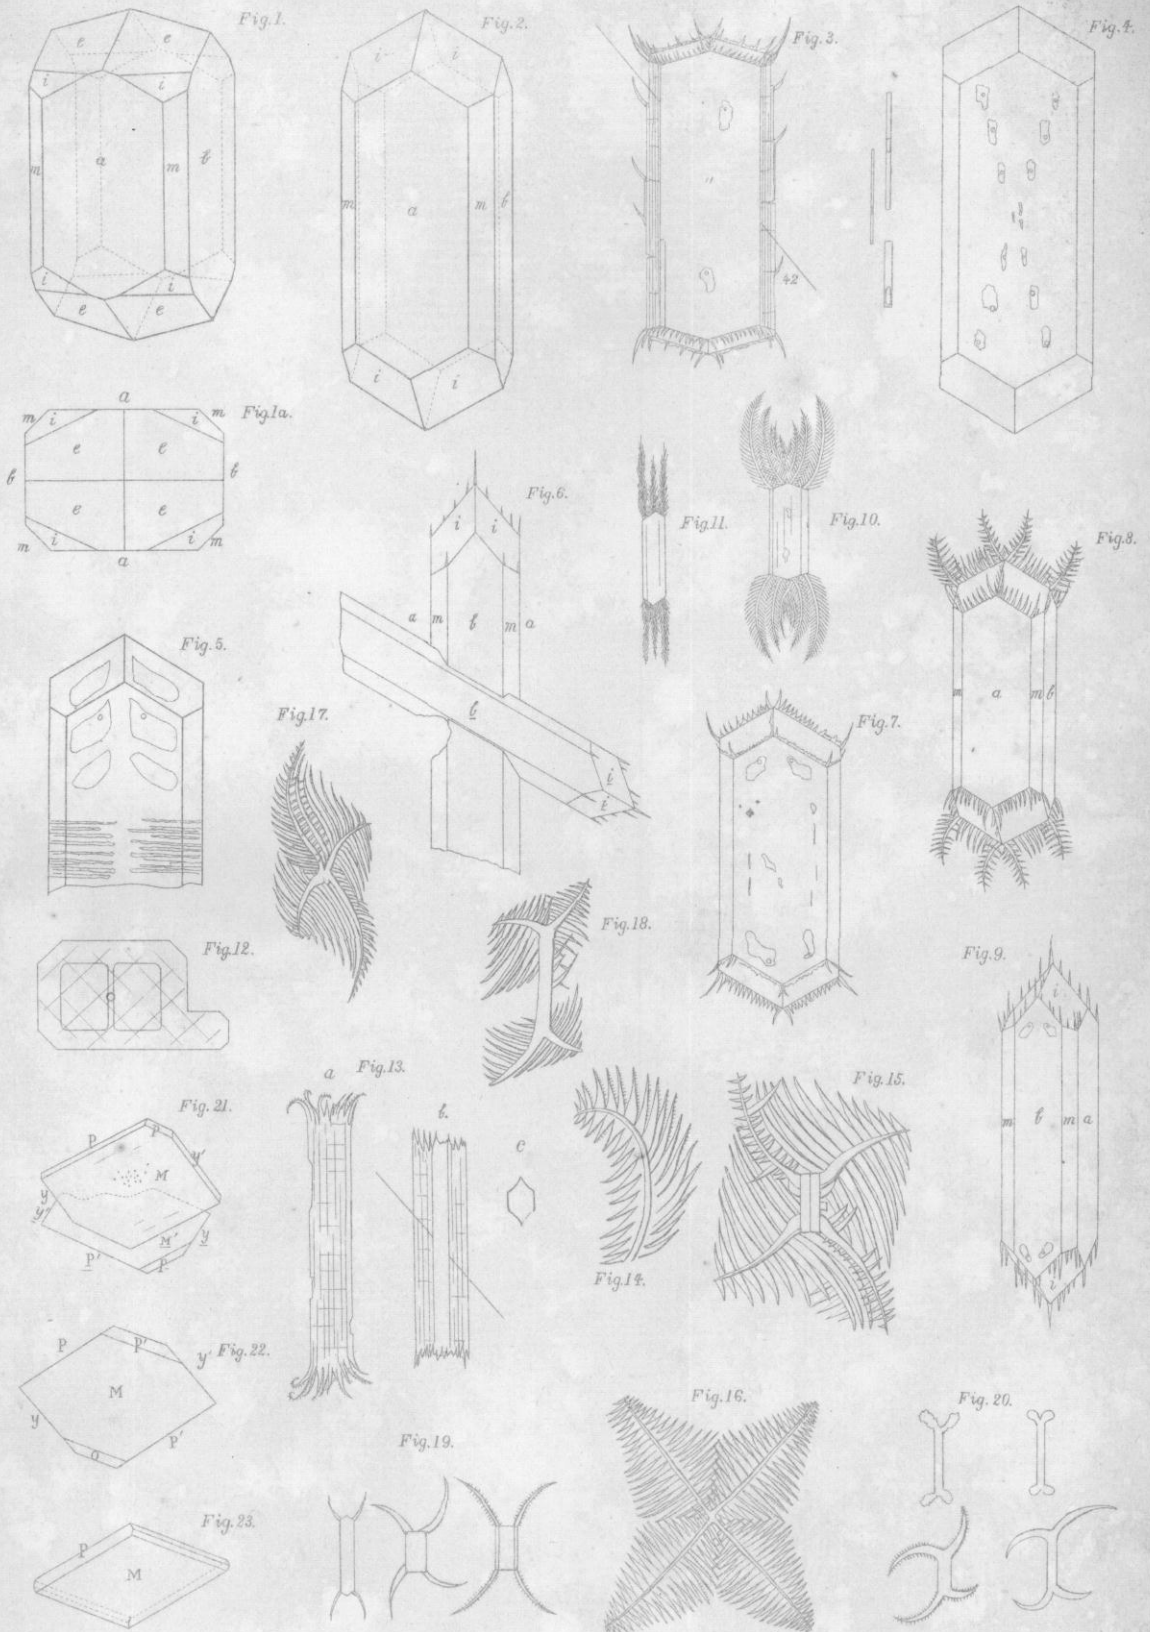 Fig. 1.
e e
i i
m a m b
i i
e e
Fig. 2.
i i
m a m b
i i
Fig. 3.
42
Fig. 4.
Fig. 1a.
a
m i i m
e e
b b
e e
m i i m
a
Fig. 5.
Fig. 6.
i i
a m b m a
b
i
i
Fig. 11.
Fig. 10.
Fig. 8.
m a m b
Fig. 17.
Fig. 7.
Fig. 18.
Fig. 12.
Fig. 9.
i
m b m a
i
Fig. 13.
a
b.
c
Fig. 14.
Fig. 15.
Fig. 21.
P P
y'
M
y
y
P' M' y
P
Fig. 22.
P P' y'
M
y P'
o
Fig. 19.
Fig. 16.
Fig. 20.
Fig. 23.
P
M